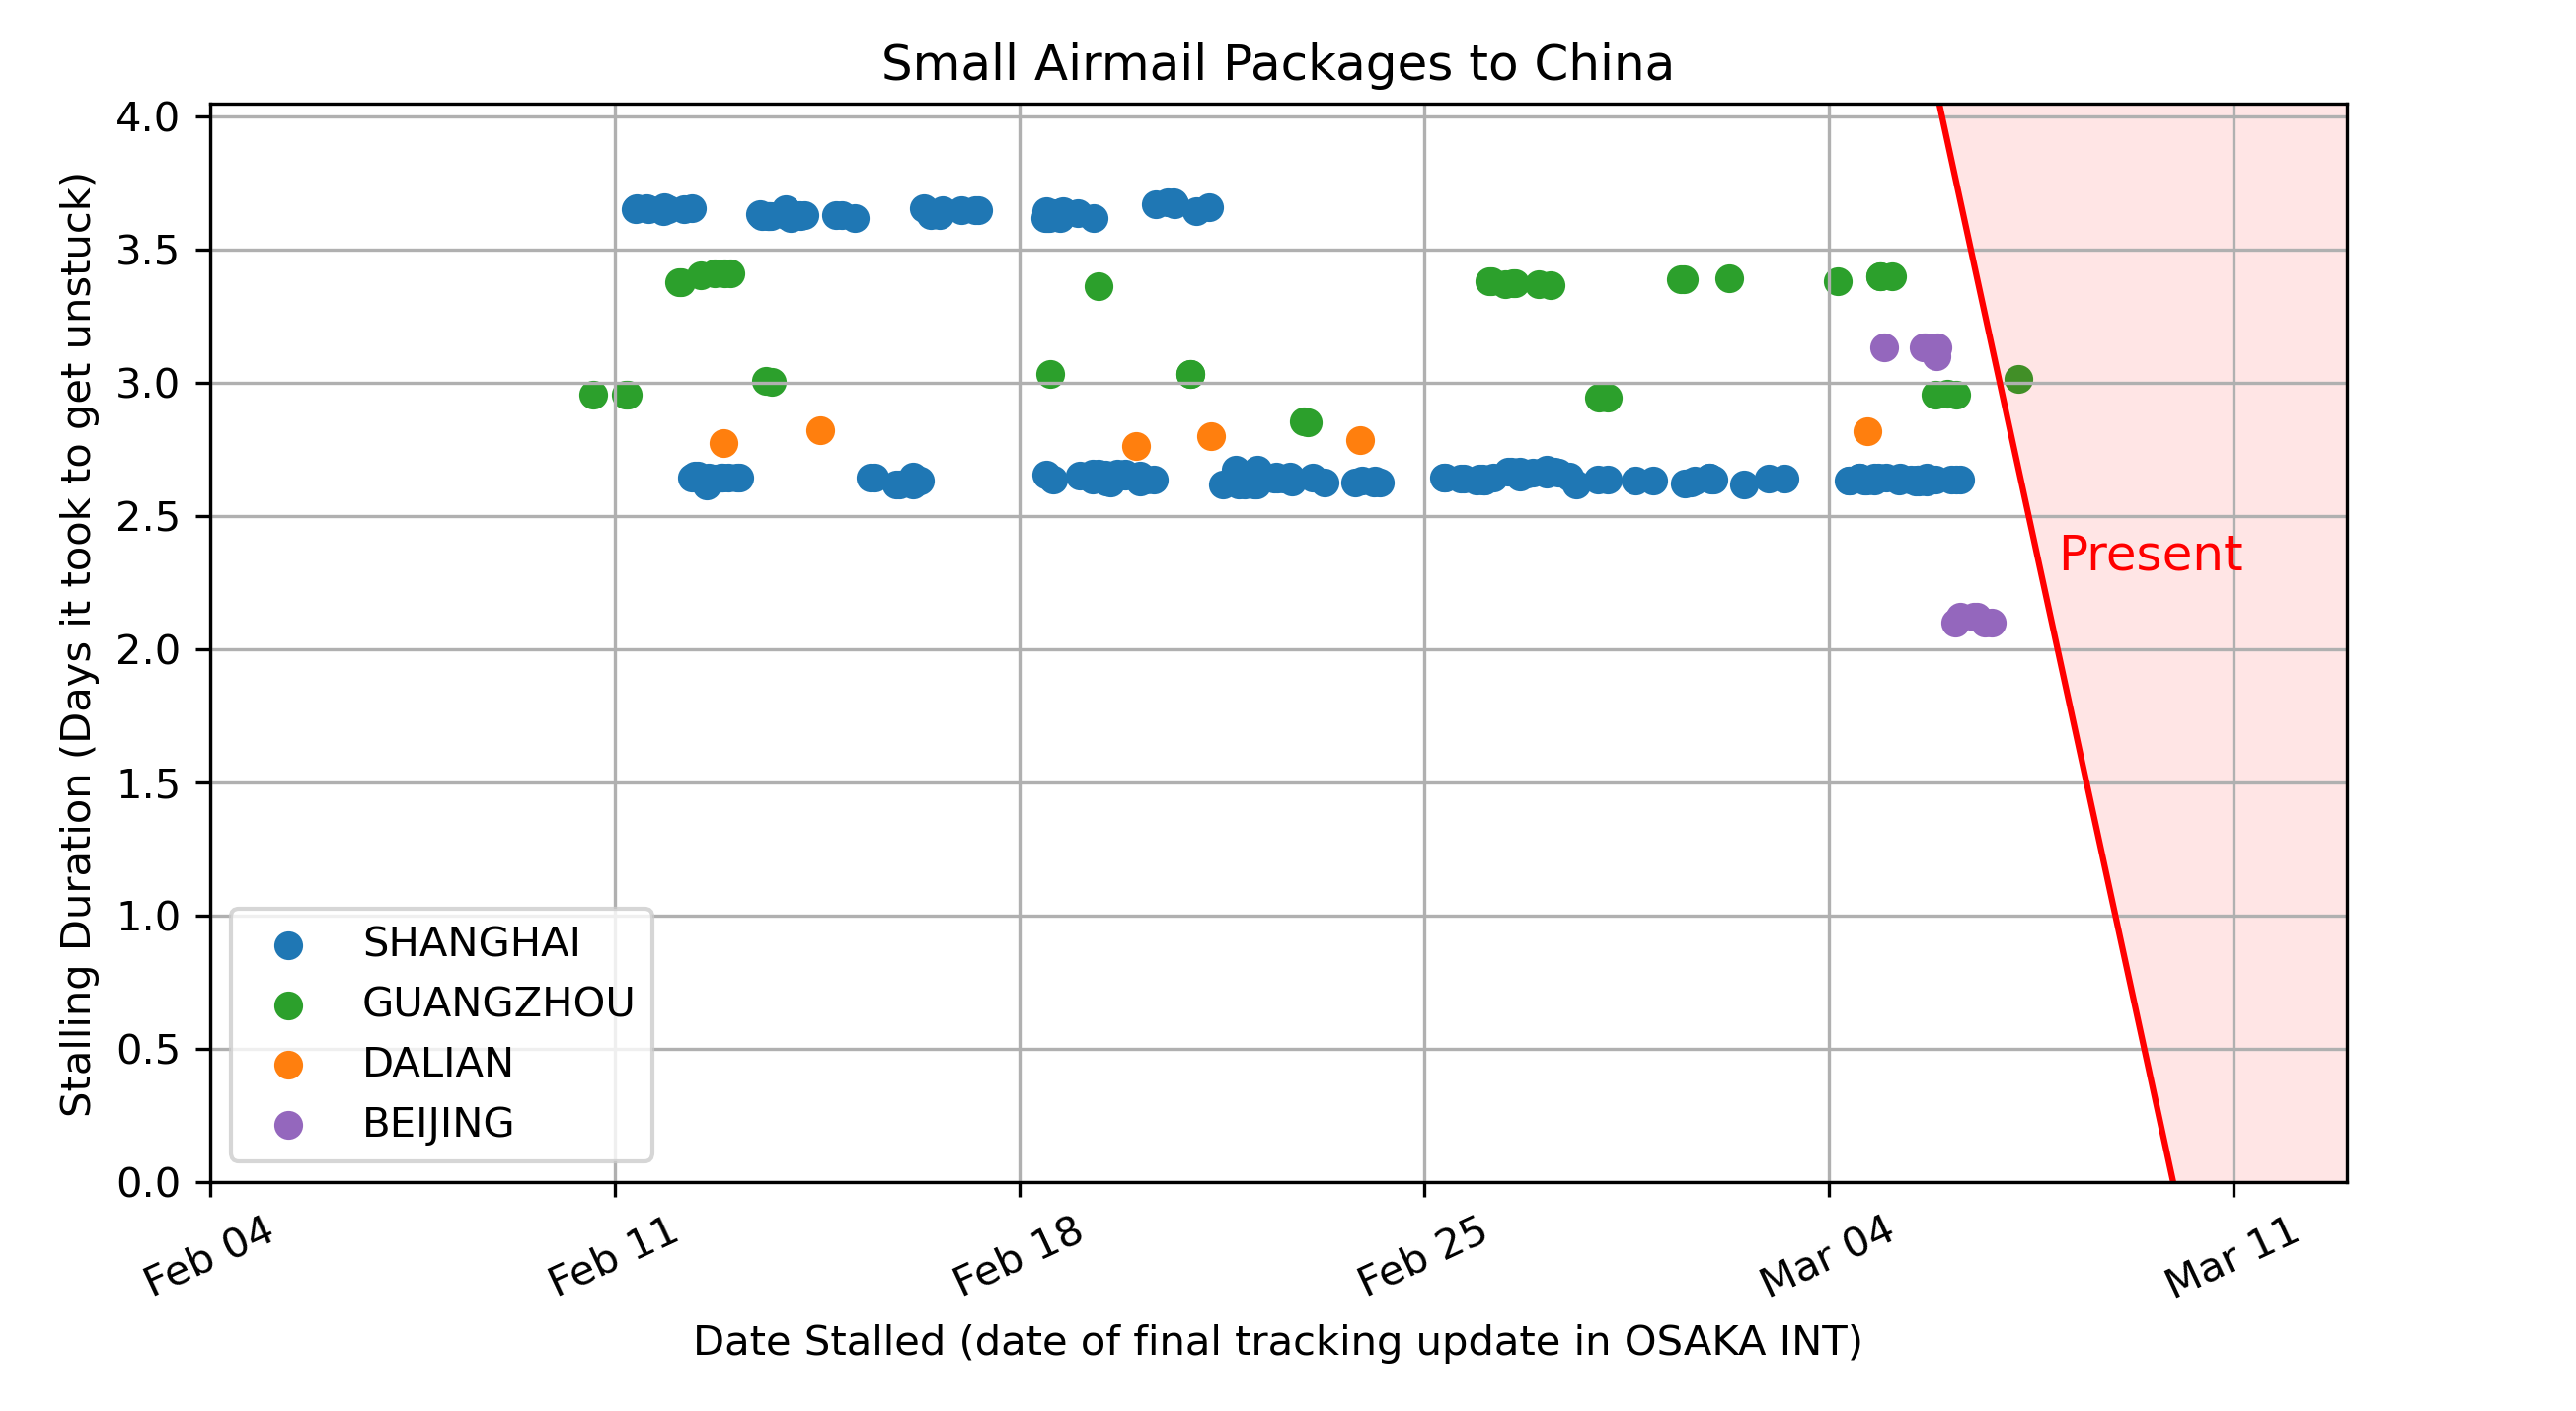 Small Airmail Packages to China
Stalling Duration (Days it took to get unstuck)
4.0
3.5
3.0
2.5
2.0
1.5
1.0
0.5
0.0
Present
SHANGHAI
GUANGZHOU
DALIAN
BEIJING
Feb 04
Feb 11
Feb 18
Feb 25
Mar 04
Mar 11
Date Stalled (date of final tracking update in OSAKA INT)